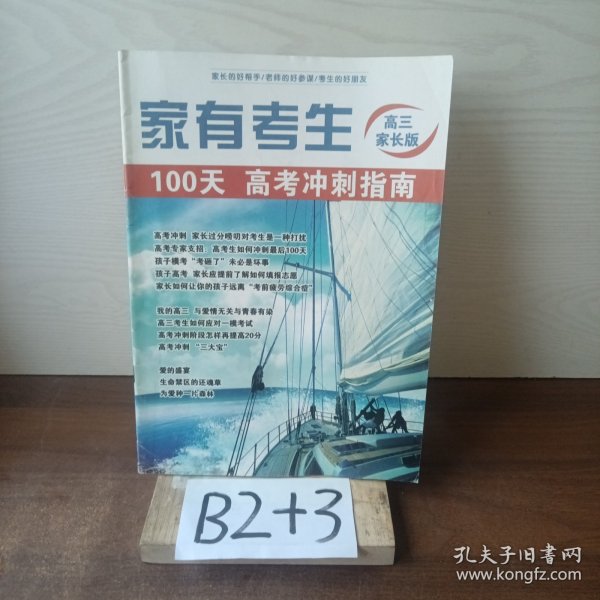 家长的好帮手/老师的好参谋/考生的好朋友
家有考生
高三
家长版
100天 高考冲刺指南
高考冲刺 家长过分唠叨对考生是一种打扰
高考专家支招：高考生如何冲刺最后100天
孩子模考“考砸了”未必是坏事
孩子高考 家长应提前了解如何填报志愿
家长如何让你的孩子远离“考前疲劳综合症”
我的高三 与爱情无关与青春有染
高三考生如何应对一模考试
高考冲刺阶段怎样再提高20分
高考冲刺“三大宝”
爱的盛宴
生命禁区的还魂草
为爱种一片森林
B2+3
孔夫子旧书网
www.kongfz.com